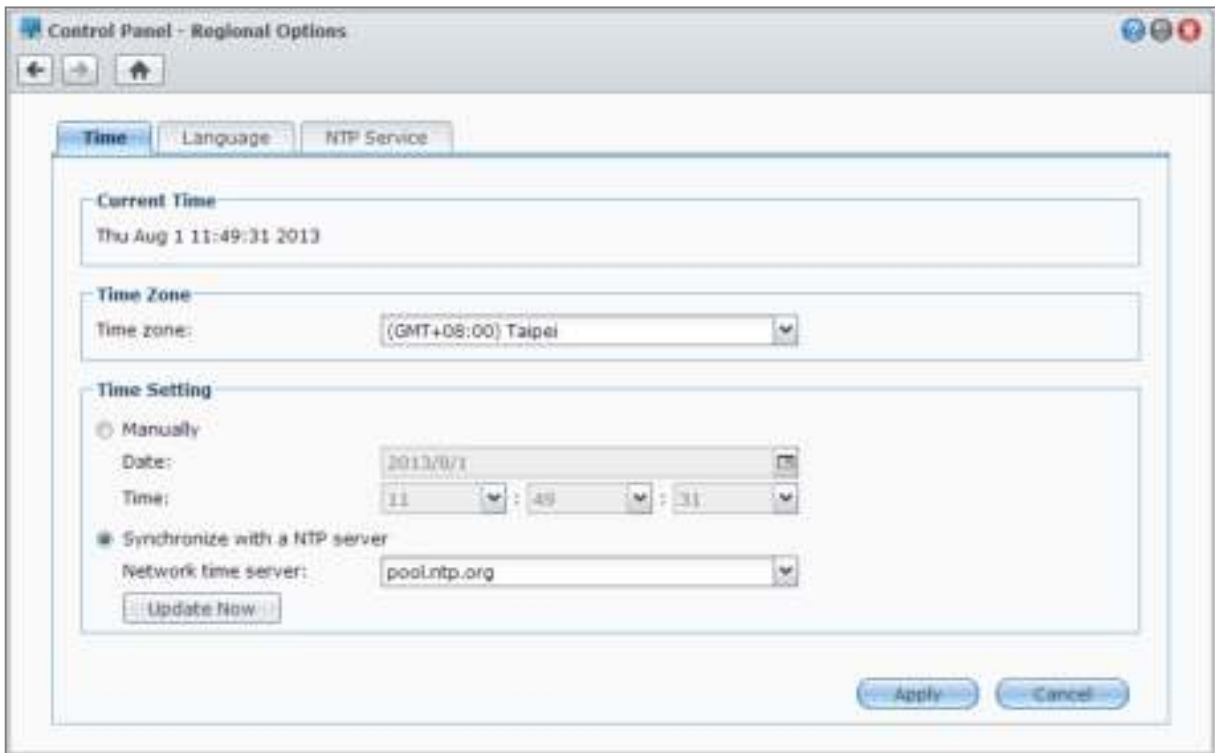 Control Panel - Regional Options
Time
Language
NTP Service
Current Time
Thu Aug 1 11:49:31 2013
Time Zone
Time zone:
(GMT+08:00) Taipei
Time Setting
Manually
Date:
2013/8/1
Time:
11 : 49 : 31
Synchronize with a NTP server
Network time server:
pool.ntp.org
Update Now
Apply
Cancel